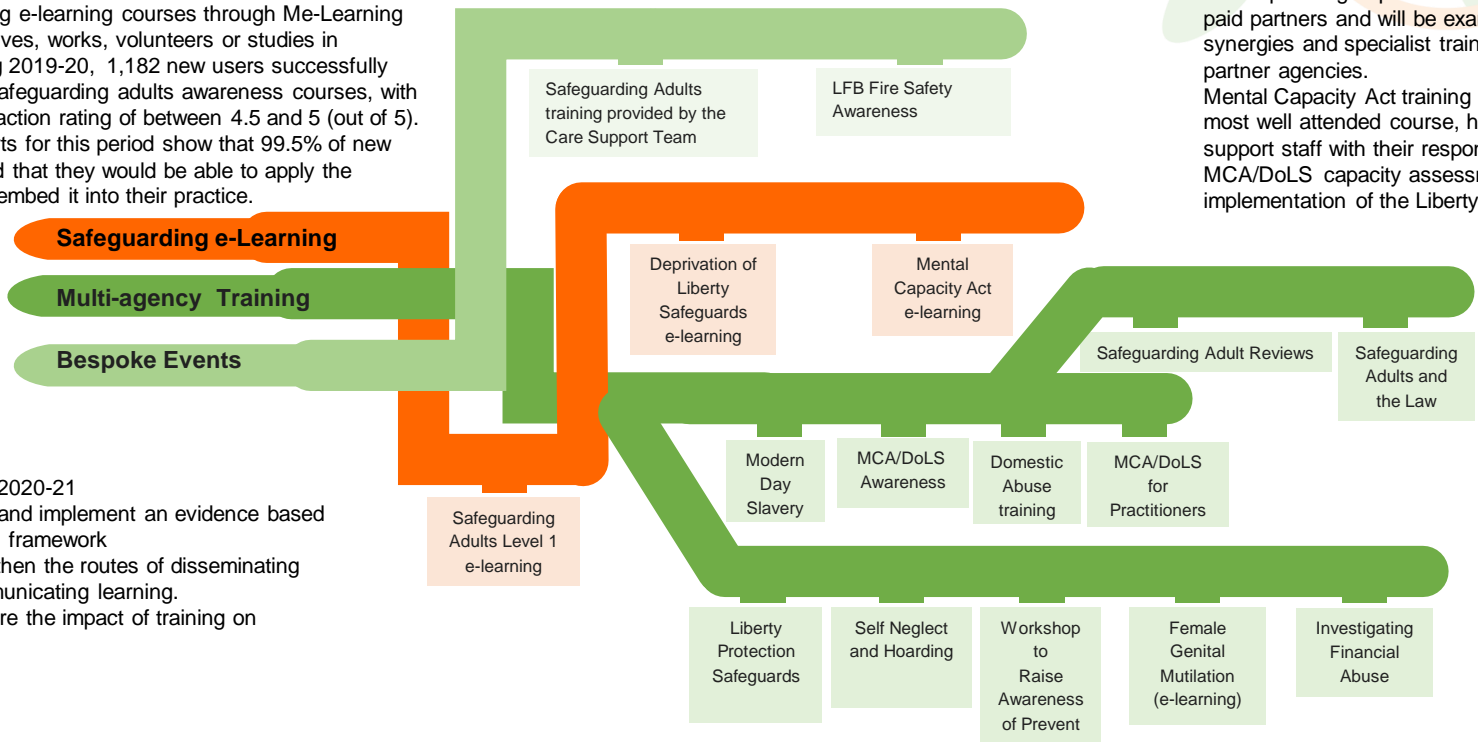 g e-learning courses through Me-Learning
ves, works, volunteers or studies in
g 2019-20, 1,182 new users successfully
afeguarding adults awareness courses, with
action rating of between 4.5 and 5 (out of 5).
ts for this period show that 99.5% of new
d that they would be able to apply the
embed it into their practice.
paid partners and will be exa
synergies and specialist train
partner agencies.
Mental Capacity Act training
most well attended course, h
support staff with their respor
MCA/DoLS capacity assessm
implementation of the Liberty
Safeguarding Adults
training provided by the
Care Support Team
LFB Fire Safety
Awareness
Safeguarding e-Learning
Multi-agency Training
Bespoke Events
Deprivation of
Liberty
Safeguards
e-learning
Mental
Capacity Act
e-learning
Safeguarding Adult Reviews
Safeguarding
Adults and
the Law
Modern
Day
Slavery
MCA/DoLS
Awareness
Domestic
Abuse
training
MCA/DoLS
for
Practitioners
2020-21
and implement an evidence based
framework
then the routes of disseminating
municating learning.
re the impact of training on
Safeguarding
Adults Level 1
e-learning
Liberty
Protection
Safeguards
Self Neglect
and Hoarding
Workshop
to
Raise
Awareness
of Prevent
Female
Genital
Mutilation
(e-learning)
Investigating
Financial
Abuse